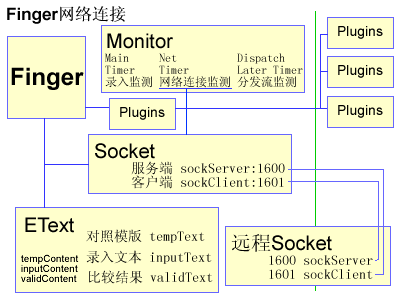 Finger网络连接
Finger
Monitor
Main Net Dispatch
Timer Timer Later Timer
录入监测 网络连接监测 分发流监测
Plugins
Plugins
Plugins
Plugins
Socket
服务端 sockServer:1600
客户端 sockClient:1601
EText
对照模版 tempText
录入文本 inputText
比较结果 validText
tempContent
inputContent
validContent
远程Socket
1600 sockServer
1601 sockClient